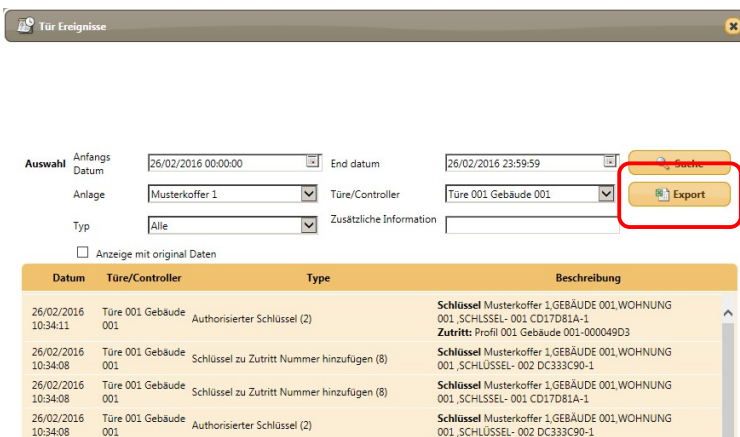 Tür Ereignisse
Auswahl Anfangs Datum 26/02/2016 00:00:00 End datum 26/02/2016 23:59:59 Suche
Anlage Musterkoffer 1 Türe/Controller Türe 001 Gebäude 001 Export
Typ Alle Zusätzliche Information
Anzeige mit original Daten
Datum Türe/Controller Type Beschreibung
26/02/2016 Türe 001 Gebäude Authorisierter Schlüssel (2) Schlüssel Musterkoffer 1,GEBÄUDE 001,WOHNUNG
10:34:11 001 001 ,SCHLSSEL- 001 CD17D81A-1
Zutritt: Profil 001 Gebäude 001-000049D3
26/02/2016 Türe 001 Gebäude Schlüssel zu Zutritt Nummer hinzufügen (8) Schlüssel Musterkoffer 1,GEBÄUDE 001,WOHNUNG
10:34:08 001 001 ,SCHLÜSSEL- 002 DC333C90-1
26/02/2016 Türe 001 Gebäude Schlüssel zu Zutritt Nummer hinzufügen (8) Schlüssel Musterkoffer 1,GEBÄUDE 001,WOHNUNG
10:34:08 001 001 ,SCHLSSEL- 001 CD17D81A-1
26/02/2016 Türe 001 Gebäude Authorisierter Schlüssel (2) Schlüssel Musterkoffer 1,GEBÄUDE 001,WOHNUNG
10:34:08 001 001 ,SCHLÜSSEL- 002 DC333C90-1